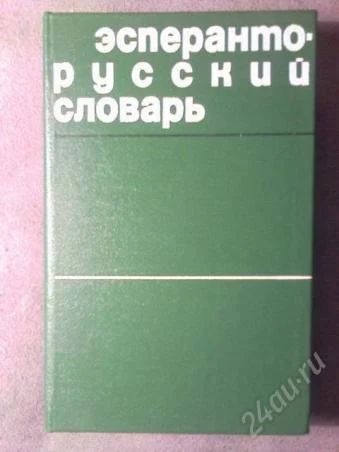 эсперанто-
русский
словарь
24au.ru